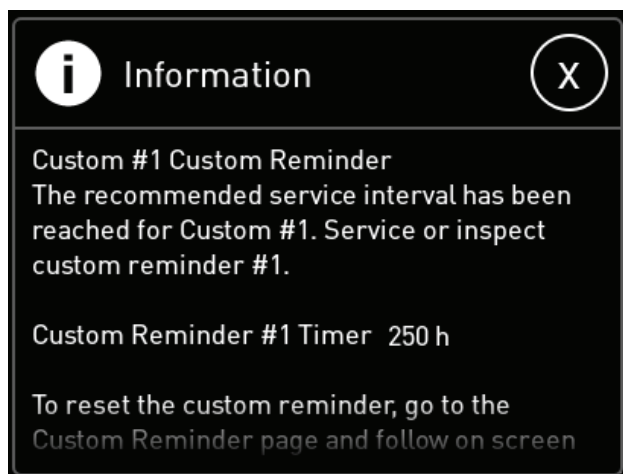 i Information X
Custom #1 Custom Reminder
The recommended service interval has been
reached for Custom #1. Service or inspect
custom reminder #1.
Custom Reminder #1 Timer 250 h
To reset the custom reminder, go to the
Custom Reminder page and follow on screen